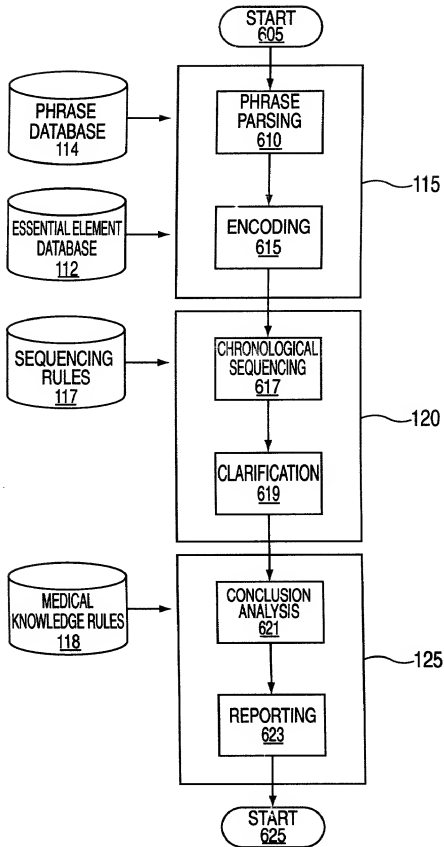 START
605
PHRASE
DATABASE
114
PHRASE
PARSING
610
115
ESSENTIAL ELEMENT
DATABASE
112
ENCODING
615
SEQUENCING
RULES
117
CHRONOLOGICAL
SEQUENCING
617
120
CLARIFICATION
619
MEDICAL
KNOWLEDGE RULES
118
CONCLUSION
ANALYSIS
621
125
REPORTING
623
START
625